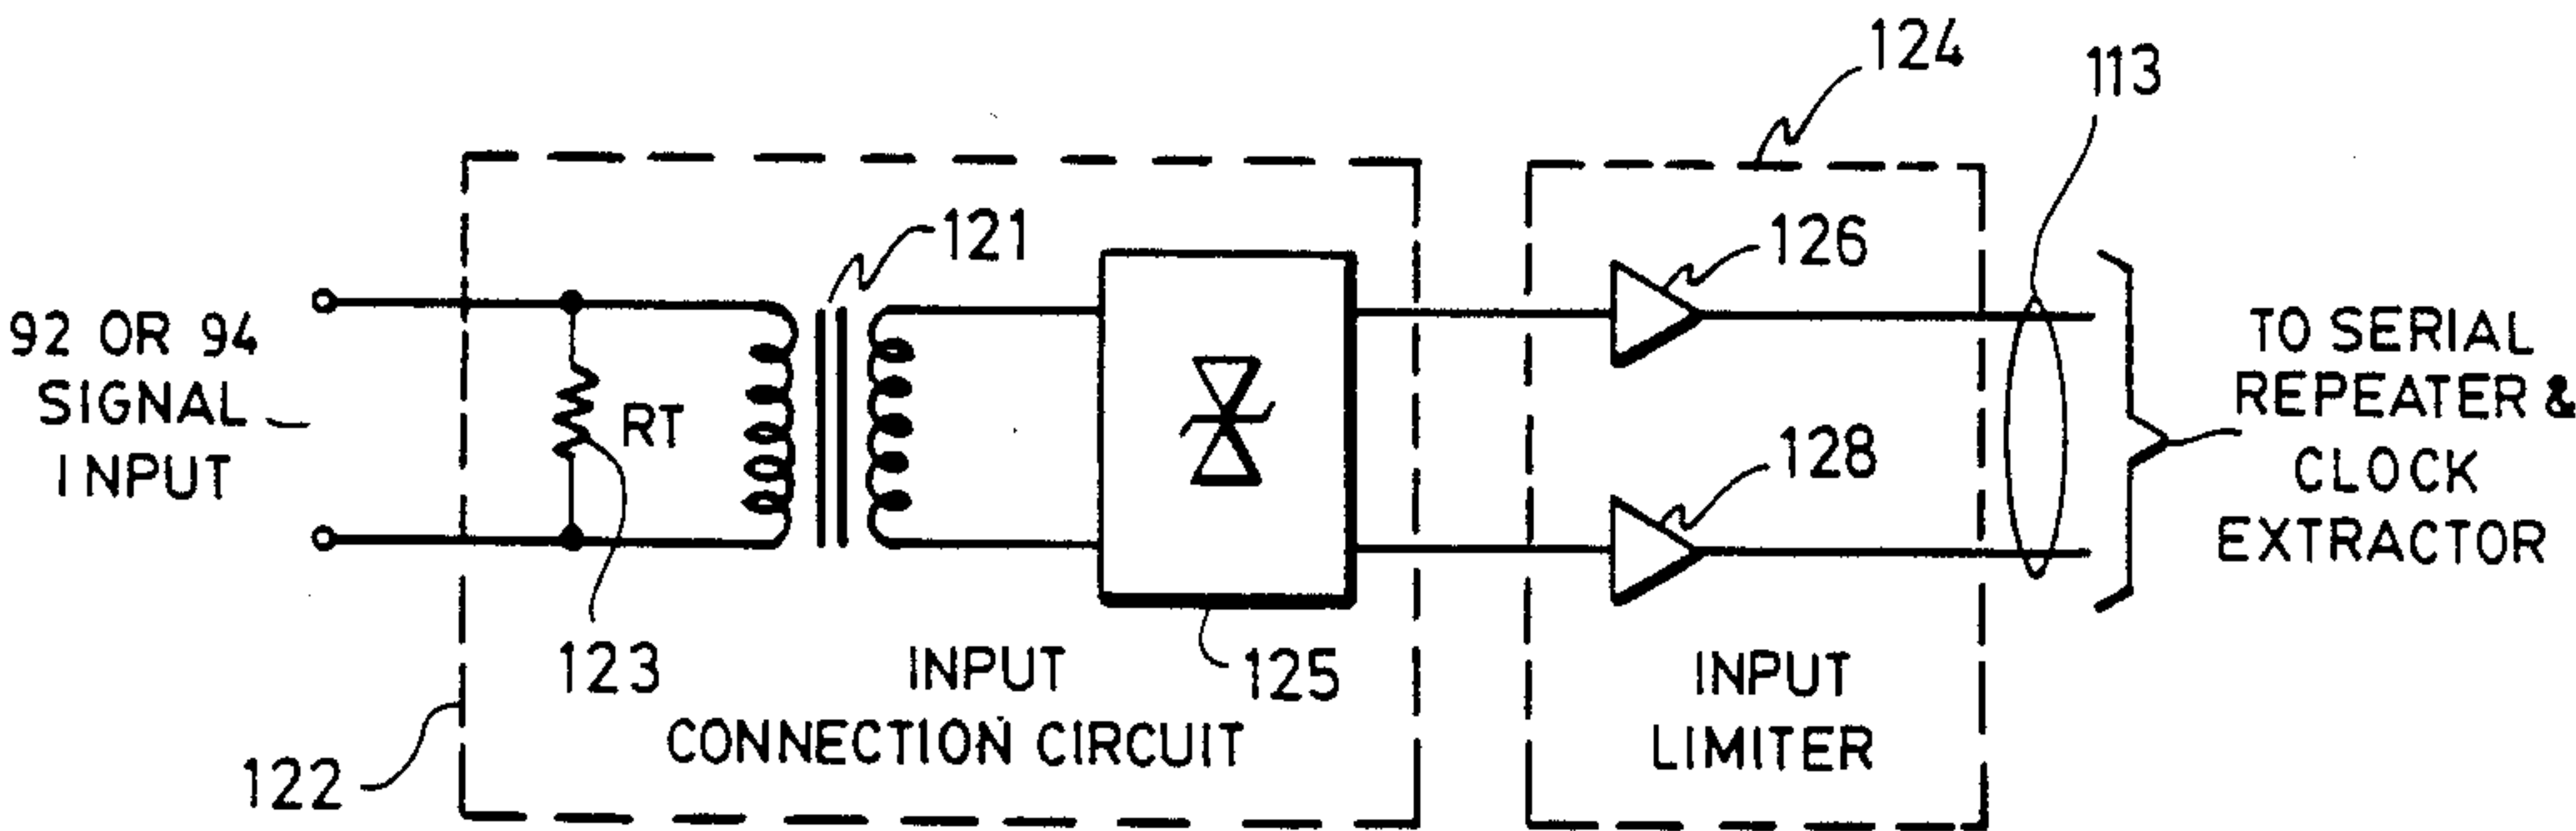 124
113
121
126
92 OR 94
SIGNAL
INPUT
RT
TO SERIAL
REPEATER &
CLOCK
EXTRACTOR
128
123
125
INPUT
CONNECTION CIRCUIT
INPUT
LIMITER
122